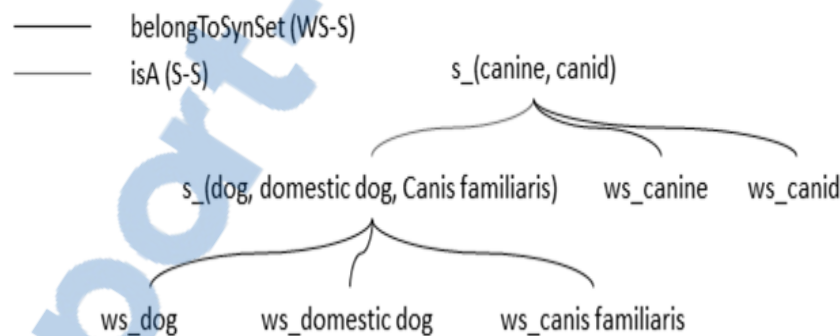 belongToSynSet (WS-S)
isA (S-S)
s_(canine, canid)
s_(dog, domestic dog, Canis familiaris)
ws_canine
ws_canid
ws_dog
ws_domestic dog
ws_canis familiaris
port-